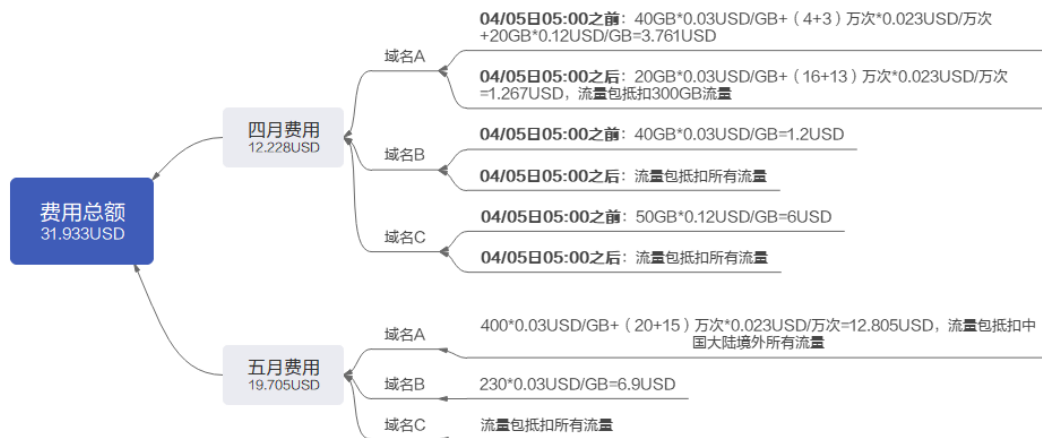 费用总额
31.933USD
四月费用
12.228USD
域名A
04/05日05:00之前：40GB*0.03USD/GB+（4+3）万次*0.023USD/万次
+20GB*0.12USD/GB=3.761USD
04/05日05:00之后：20GB*0.03USD/GB+（16+13）万次*0.023USD/万次
=1.267USD，流量包抵扣300GB流量
域名B
04/05日05:00之前：40GB*0.03USD/GB=1.2USD
04/05日05:00之后：流量包抵扣所有流量
域名C
04/05日05:00之前：50GB*0.12USD/GB=6USD
04/05日05:00之后：流量包抵扣所有流量
五月费用
19.705USD
域名A
400*0.03USD/GB+（20+15）万次*0.023USD/万次=12.805USD，流量包抵扣中
国大陆境外所有流量
域名B
230*0.03USD/GB=6.9USD
域名C
流量包抵扣所有流量